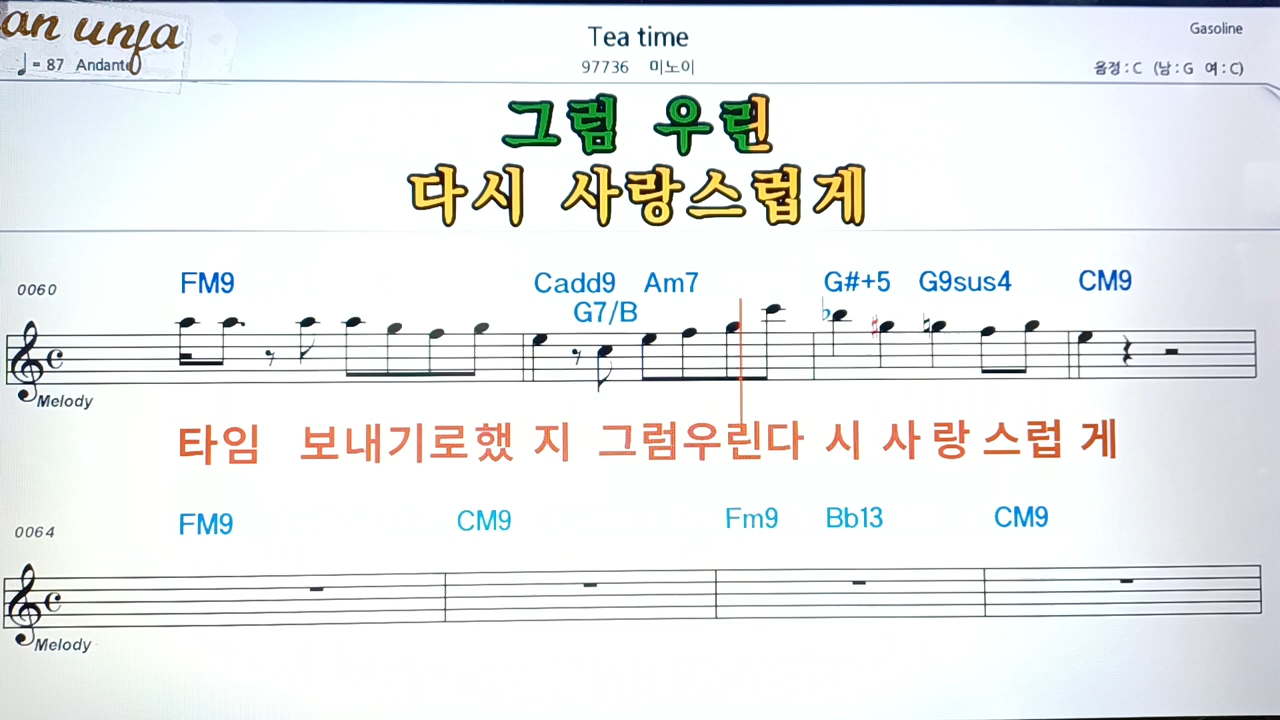 an unfa
Tea time
Gasoline
♩= 87 Andante
97736 미노이
음정 : C (남 : G 여 : C)
그럼 우린
다시 사랑스럽게
0060
FM9 Cadd9 Am7 G#+5 G9sus4 CM9
G7/B
Melody
타임 보내기로했 지 그럼우린다 시 사 랑 스럽 게
0064
FM9 CM9 Fm9 Bb13 CM9
Melody